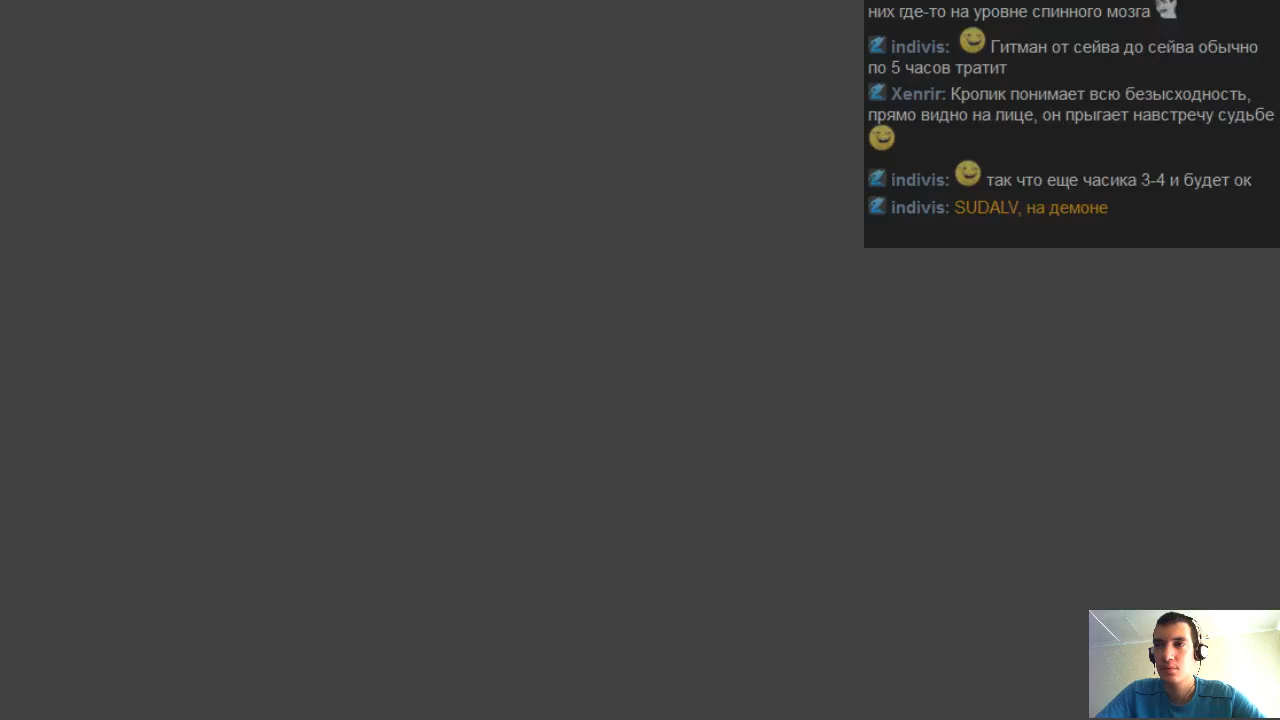 них где-то на уровне спинного мозга
indivis: Гитман от сейва до сейва обычно
по 5 часов тратит
Xenrir: Кролик понимает всю безысходность,
прямо видно на лице, он прыгает навстречу судьбе
indivis: так что еще часика 3-4 и будет ок
indivis: SUDALV, на демоне